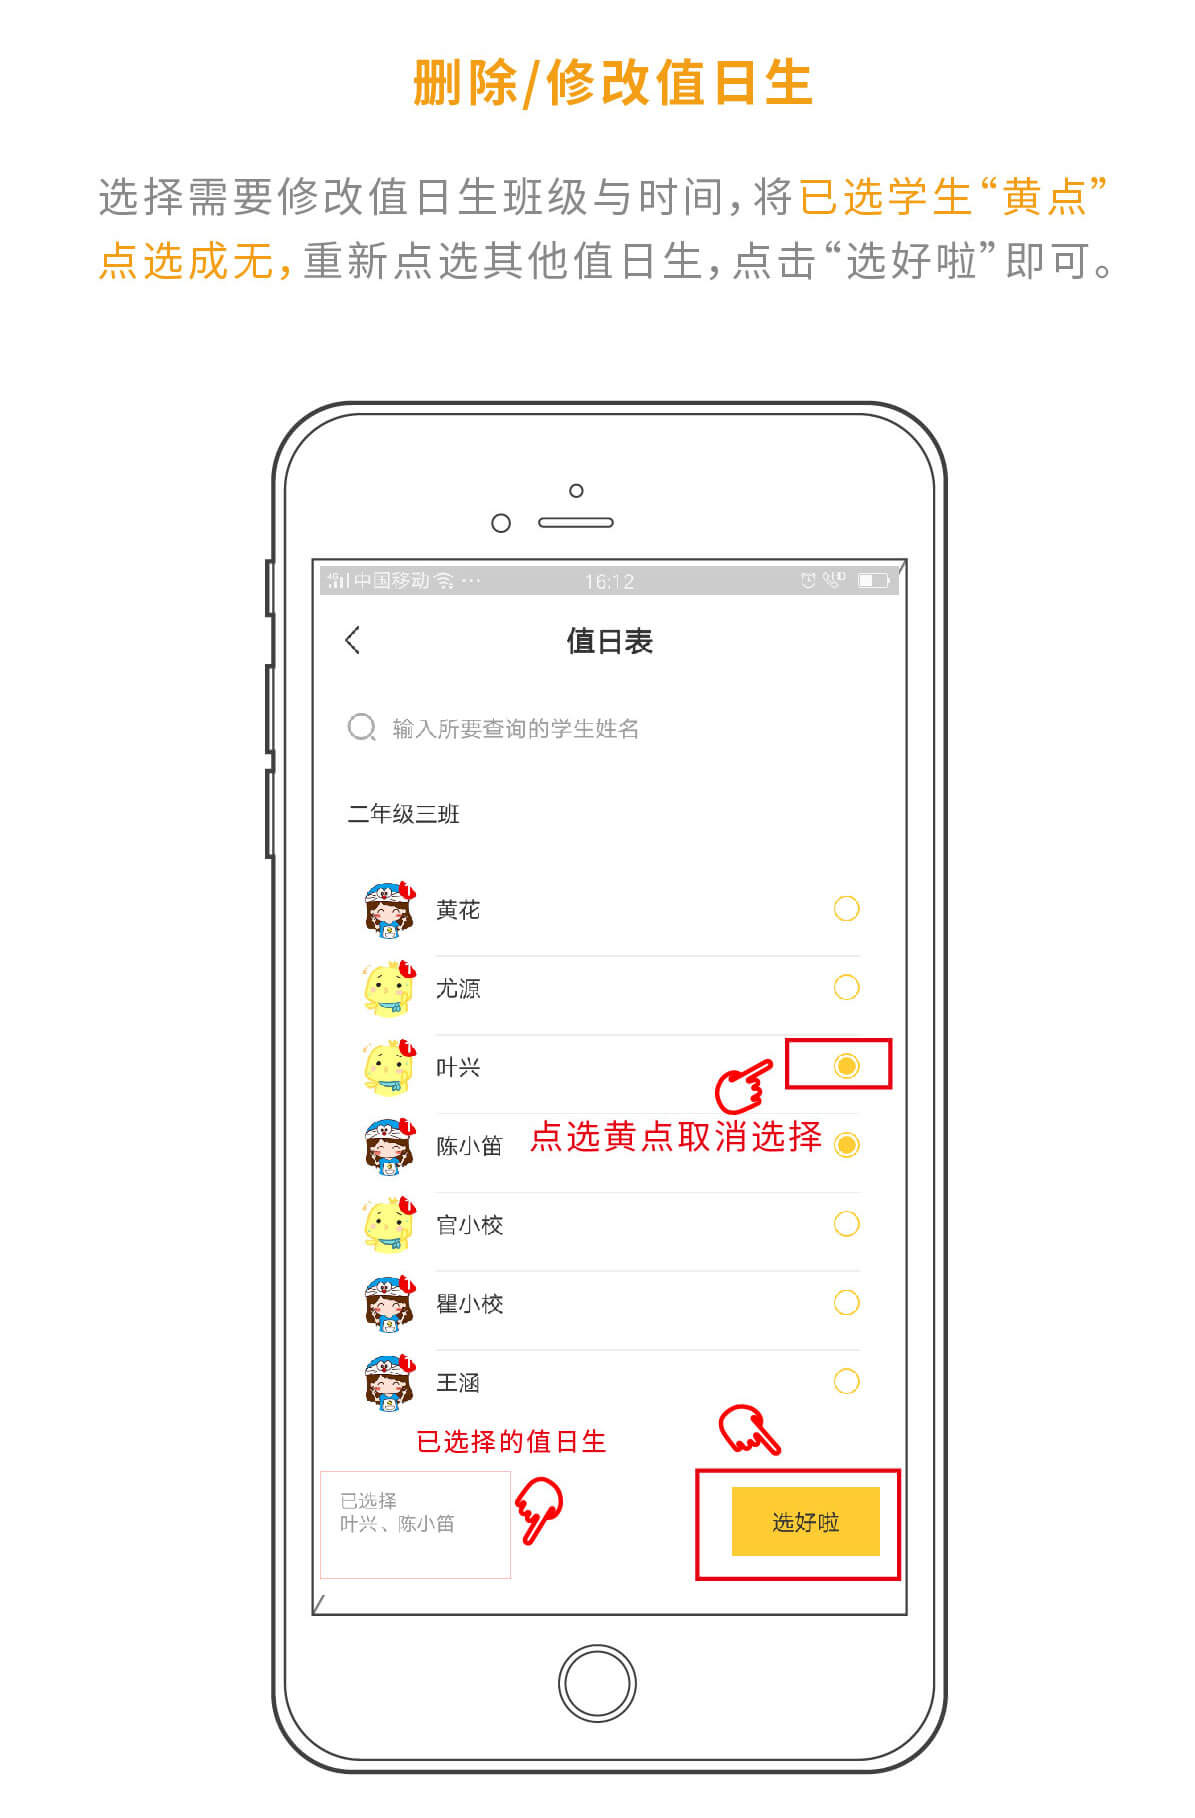 删除/修改值日生
选择需要修改值日生班级与时间，将已选学生“黄点”
点选成无，重新点选其他值日生，点击“选好啦”即可。
4G 中国移动 ··· 16:12 HD
值日表
输入所要查询的学生姓名
二年级三班
黄花
尤源
叶兴
点选黄点取消选择
陈小笛
官小校
瞿小校
王涵
已选择的值日生
已选择
叶兴、陈小笛
选好啦